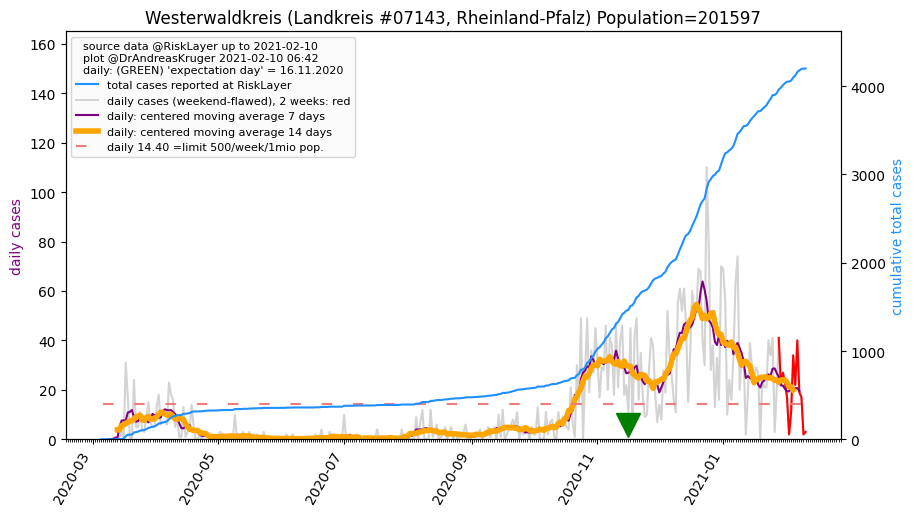 Westerwaldkreis (Landkreis #07143, Rheinland-Pfalz) Population=201597
source data @RiskLayer up to 2021-02-10
plot @DrAndreasKruger 2021-02-10 06:42
daily: (GREEN) 'expectation day' = 16.11.2020
total cases reported at RiskLayer
daily cases (weekend-flawed), 2 weeks: red
daily: centered moving average 7 days
daily: centered moving average 14 days
daily 14.40 =limit 500/week/1mio pop.
daily cases
160
140
120
100
80
60
40
20
0
cumulative total cases
4000
3000
2000
1000
0
2020-03
2020-05
2020-07
2020-09
2020-11
2021-01